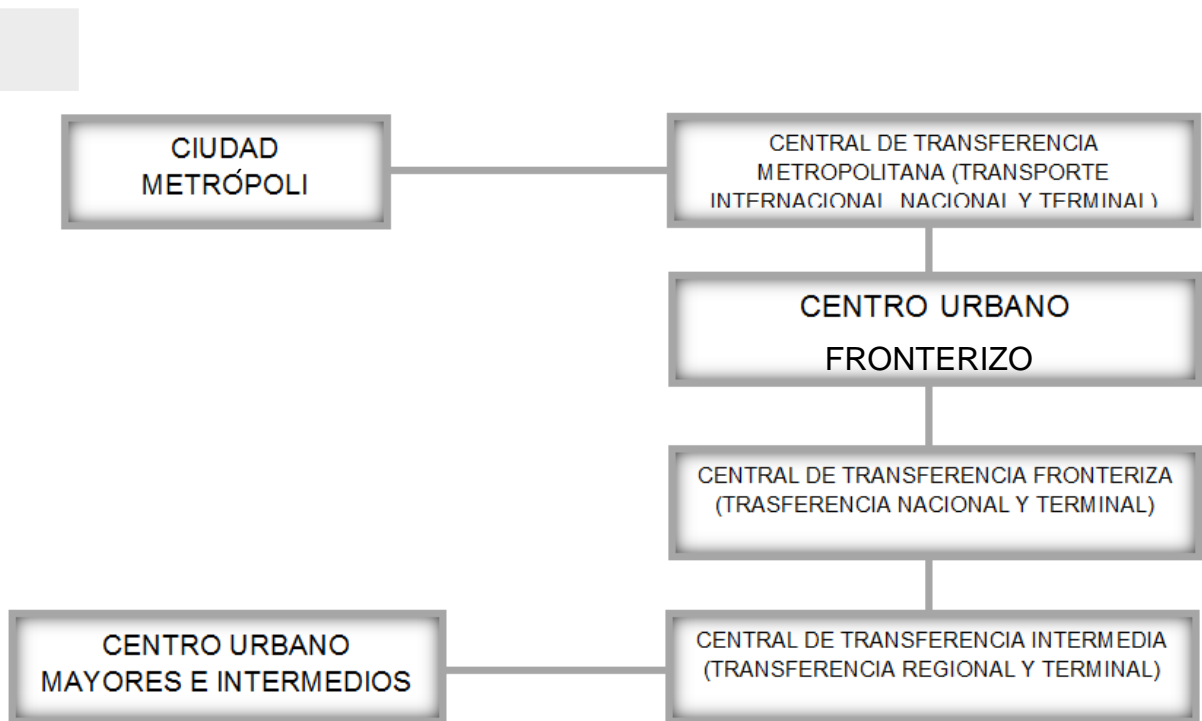 CIUDAD
METRÓPOLI
CENTRAL DE TRANSFERENCIA
METROPOLITANA (TRANSPORTE
INTERNACIONAL NACIONAL Y TERMINAL)
CENTRO URBANO
FRONTERIZO
CENTRAL DE TRANSFERENCIA FRONTERIZA
(TRASFERENCIA NACIONAL Y TERMINAL)
CENTRO URBANO
MAYORES E INTERMEDIOS
CENTRAL DE TRANSFERENCIA INTERMEDIA
(TRANSFERENCIA REGIONAL Y TERMINAL)